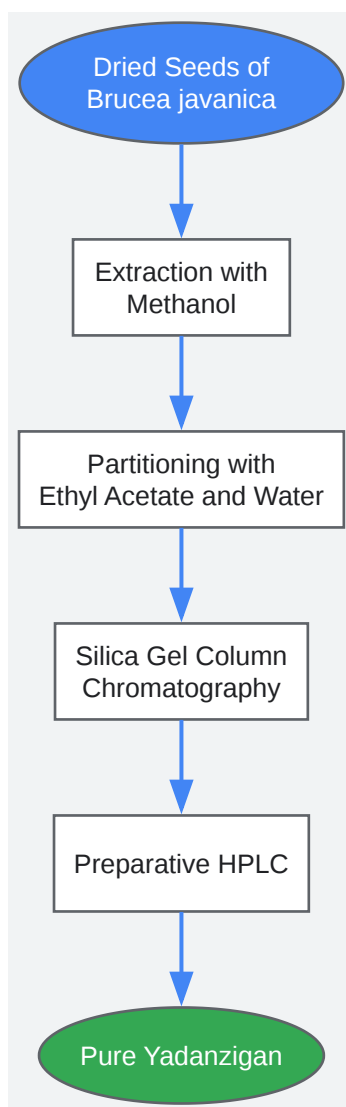 Dried Seeds of
Brucea javanica
Extraction with
Methanol
Partitioning with
Ethyl Acetate and Water
Silica Gel Column
Chromatography
Preparative HPLC
Pure Yadanzigan